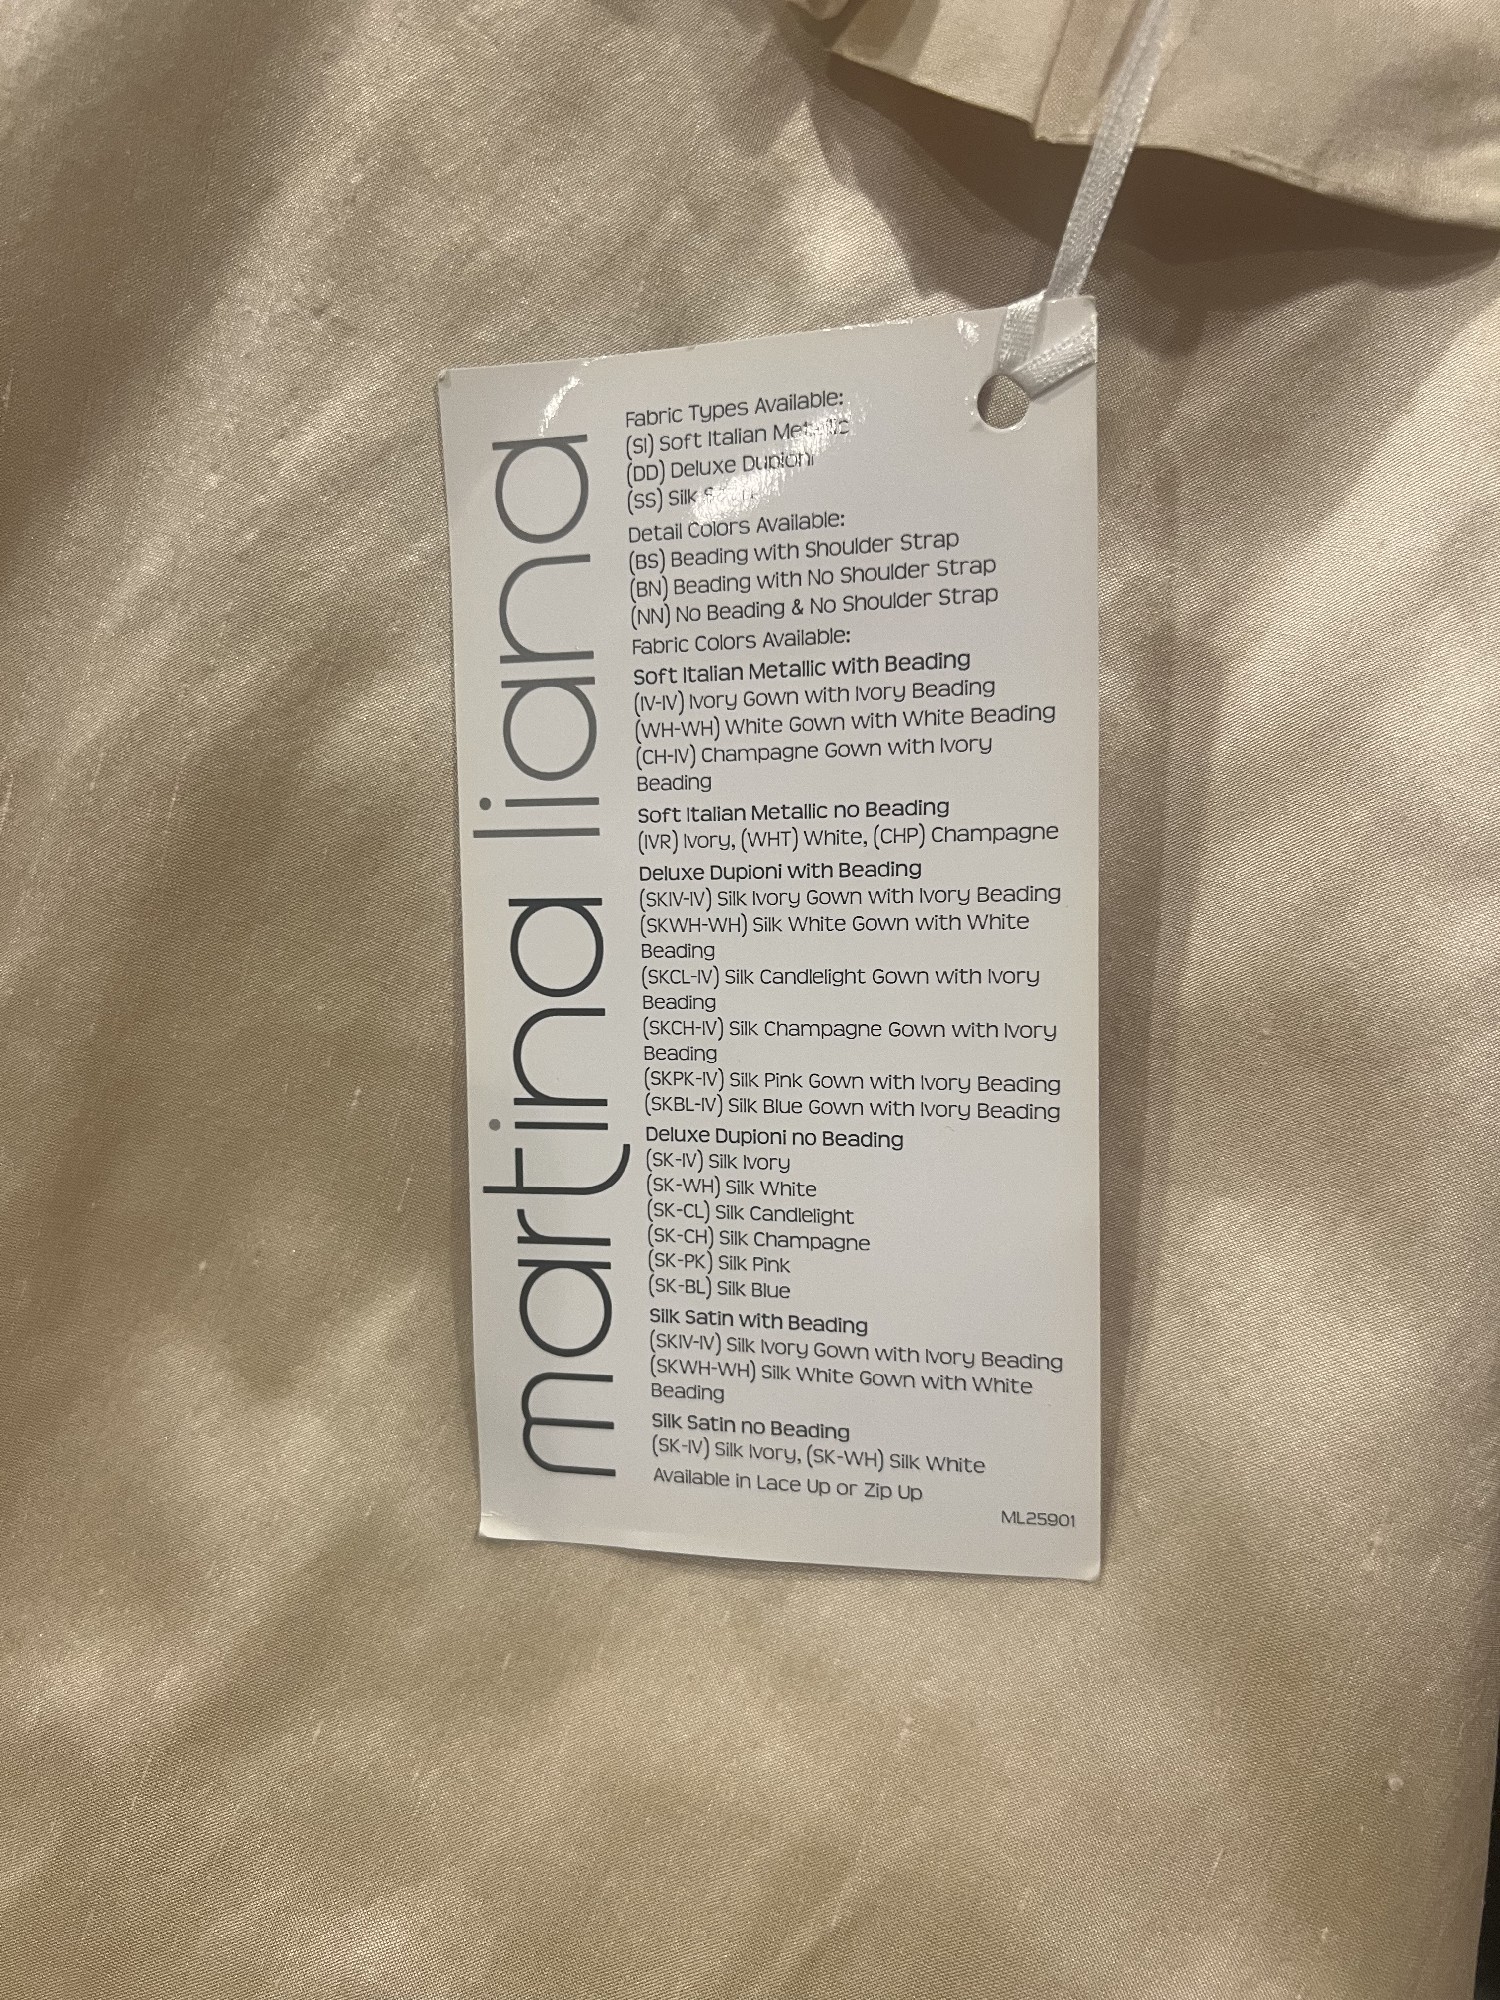 martina liana
Fabric Types Available:
(SI) Soft Italian Metallic
(DD) Deluxe Dupioni
(SS) Silk
Detail Colors Available:
(BS) Beading with Shoulder Strap
(BN) Beading with No Shoulder Strap
(NN) No Beading & No Shoulder Strap
Fabric Colors Available:
Soft Italian Metallic with Beading
(IV-IV) Ivory Gown with Ivory Beading
(WH-WH) White Gown with White Beading
(CH-IV) Champagne Gown with Ivory
Beading
Soft Italian Metallic no Beading
(IVR) Ivory, (WHT) White, (CHP) Champagne
Deluxe Dupioni with Beading
(SKIV-IV) Silk Ivory Gown with Ivory Beading
(SKWH-WH) Silk White Gown with White
Beading
(SKCL-IV) Silk Candlelight Gown with Ivory
Beading
(SKCH-IV) Silk Champagne Gown with Ivory
Beading
(SKPK-IV) Silk Pink Gown with Ivory Beading
(SKBL-IV) Silk Blue Gown with Ivory Beading
Deluxe Dupioni no Beading
(SK-IV) Silk Ivory
(SK-WH) Silk White
(SK-CL) Silk Candlelight
(SK-CH) Silk Champagne
(SK-PK) Silk Pink
(SK-BL) Silk Blue
Silk Satin with Beading
(SKIV-IV) Silk Ivory Gown with Ivory Beading
(SKWH-WH) Silk White Gown with White
Beading
Silk Satin no Beading
(SK-IV) Silk Ivory, (SK-WH) Silk White
Available in Lace Up or Zip Up
ML25901